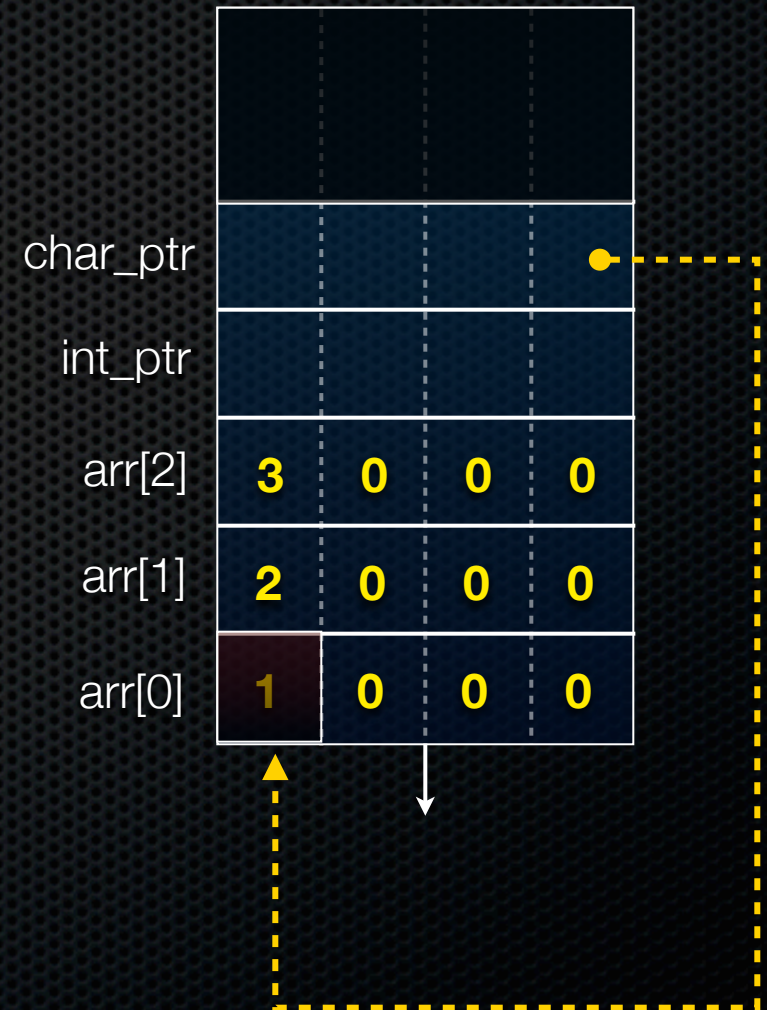 char_ptr
int_ptr
arr[2] 3 0 0 0
arr[1] 2 0 0 0
arr[0] 1 0 0 0